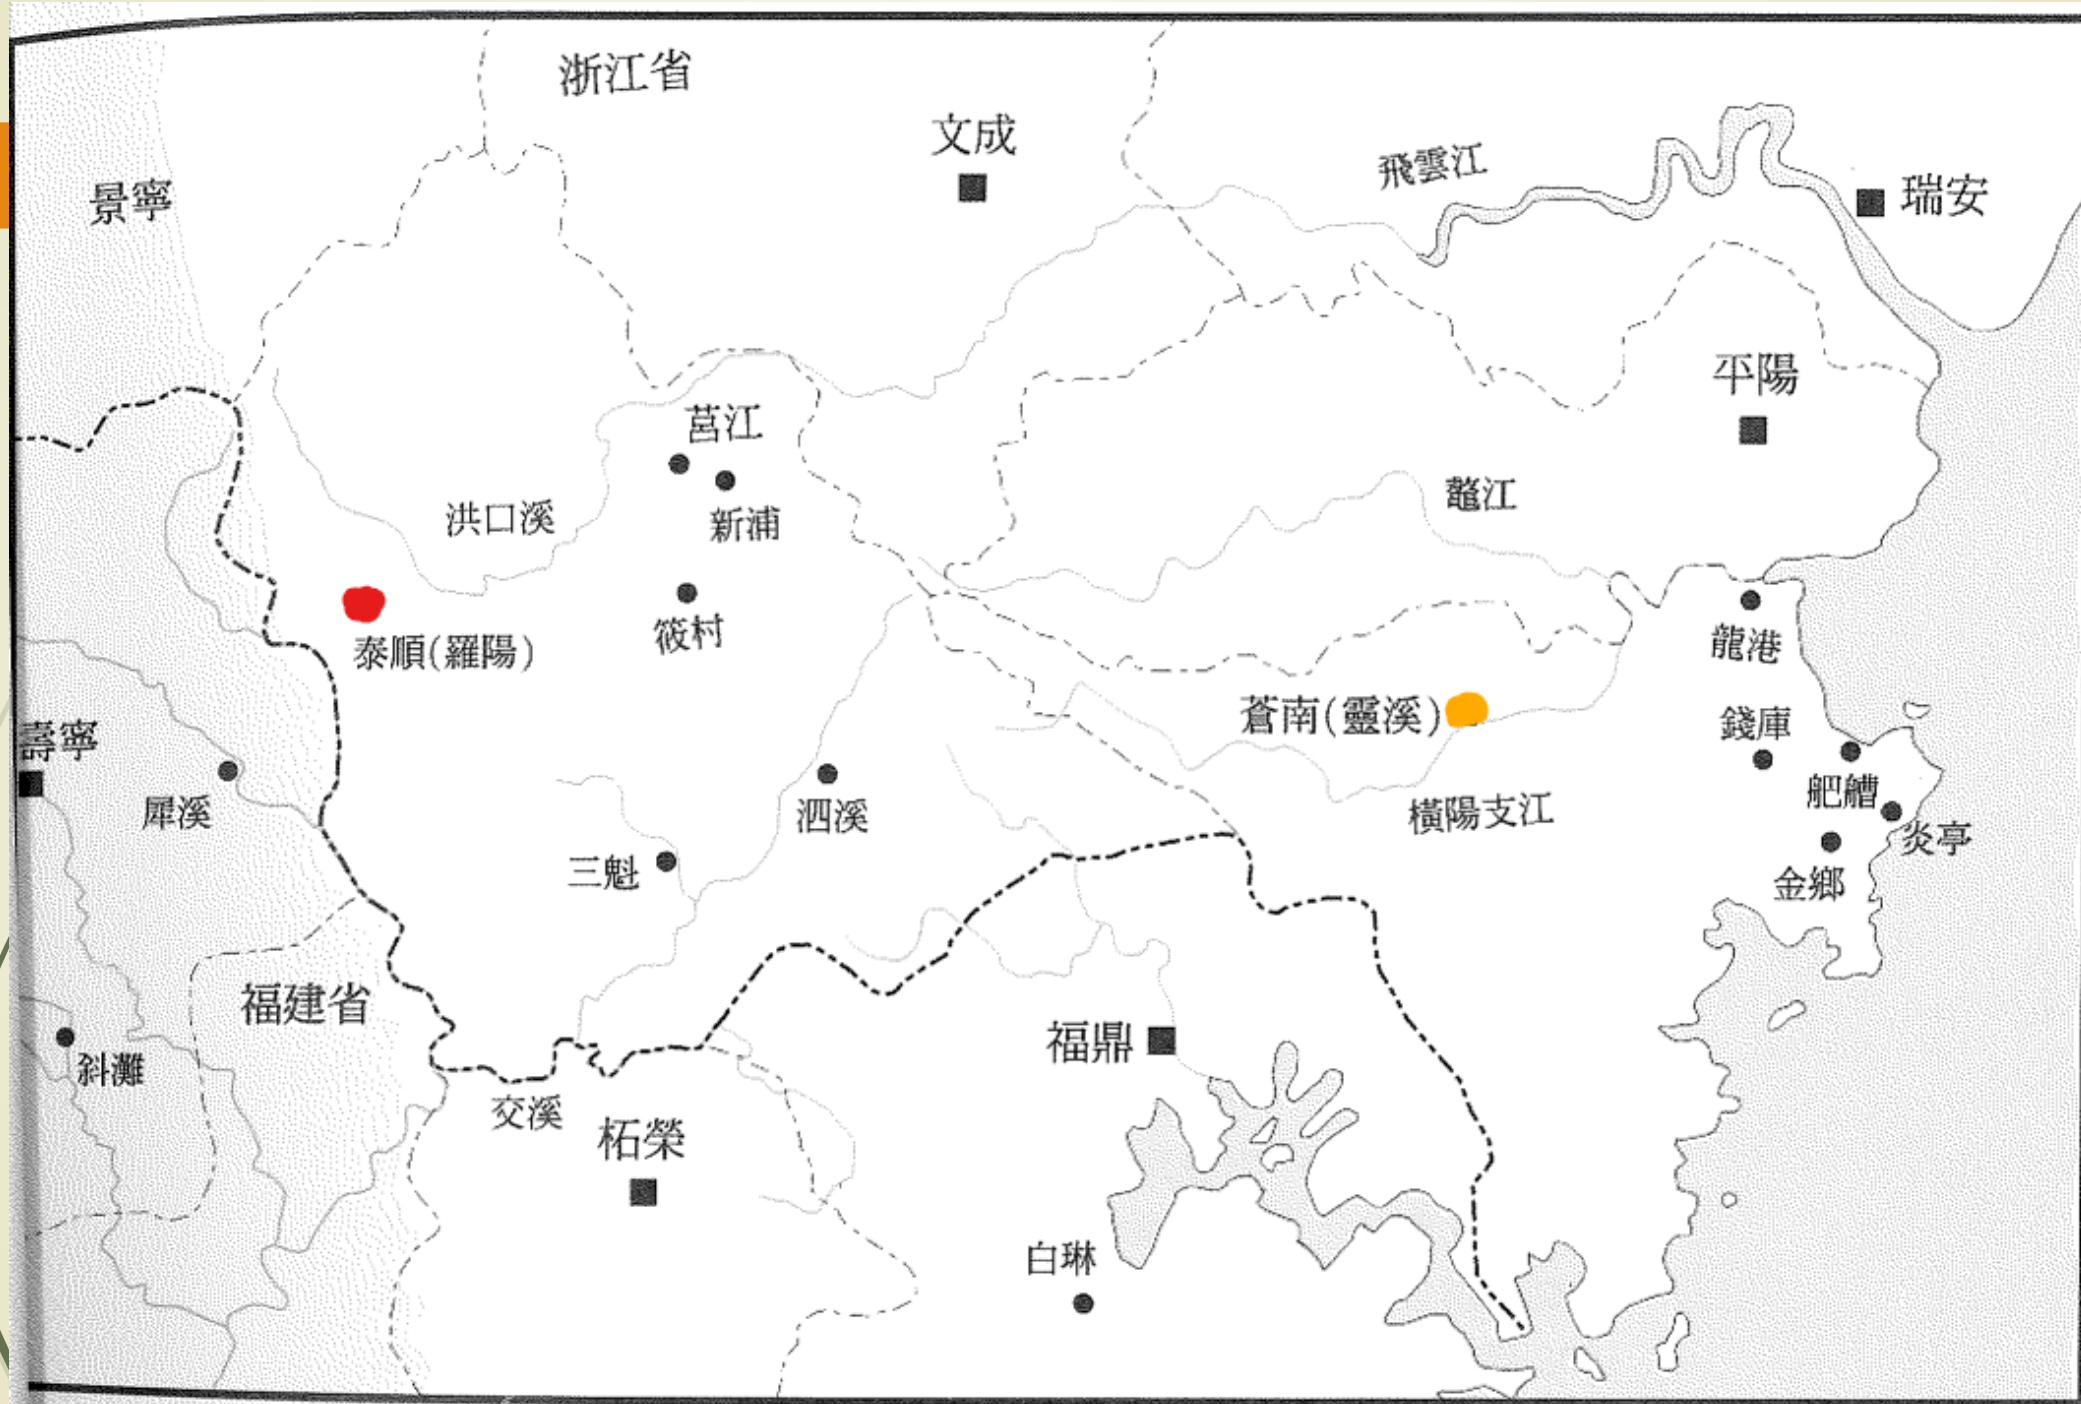 浙江省
文成
飛雲江
景寧
瑞安
平陽
莒江
鼇江
洪口溪
新浦
筱村
泰順(羅陽)
龍港
蒼南(靈溪)
錢庫
壽寧
犀溪
泗溪
舥艚
橫陽支江
炎亭
三魁
金鄉
福建省
福鼎
斜灘
交溪
柘榮
白琳